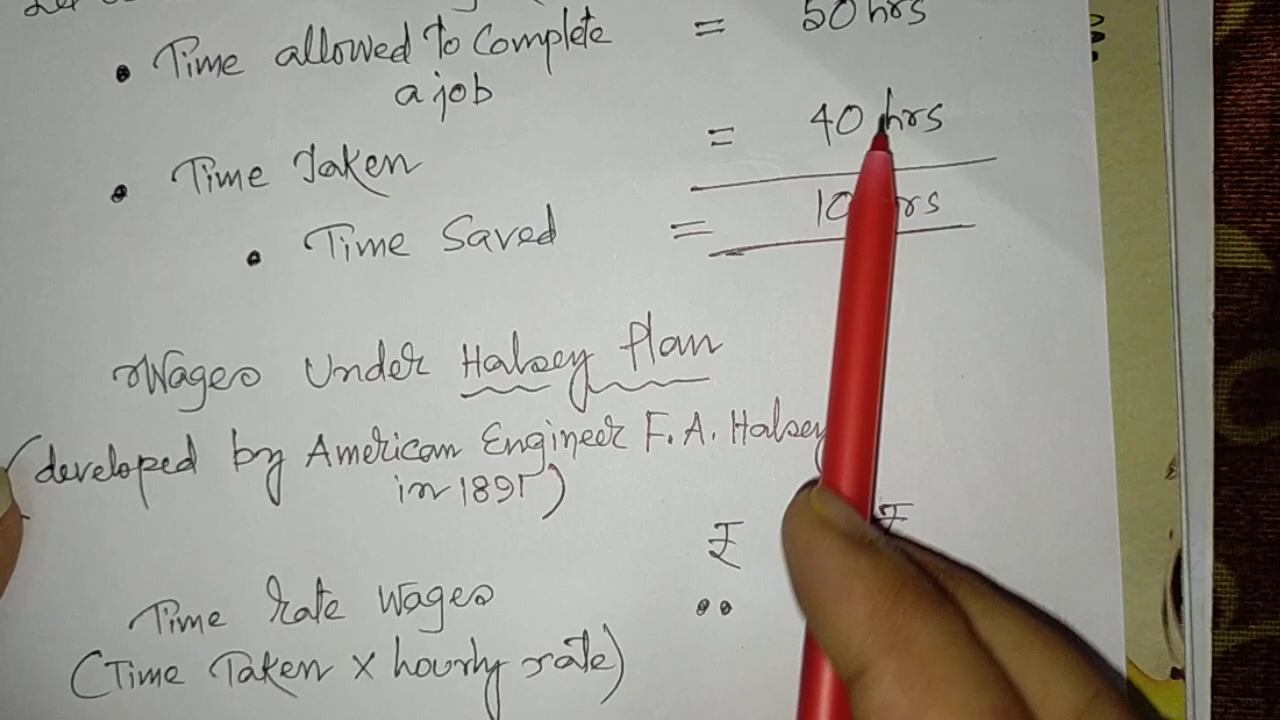 • Time allowed to Complete = 50 hrs
a job
• Time Taken = 40 hrs
• Time Saved = 10 hrs
Wages Under Halsey Plan
(developed by American Engineer F.A. Halsey
in 1891)
₹ ₹
Time rate wages ..
(Time Taken × hourly rate)